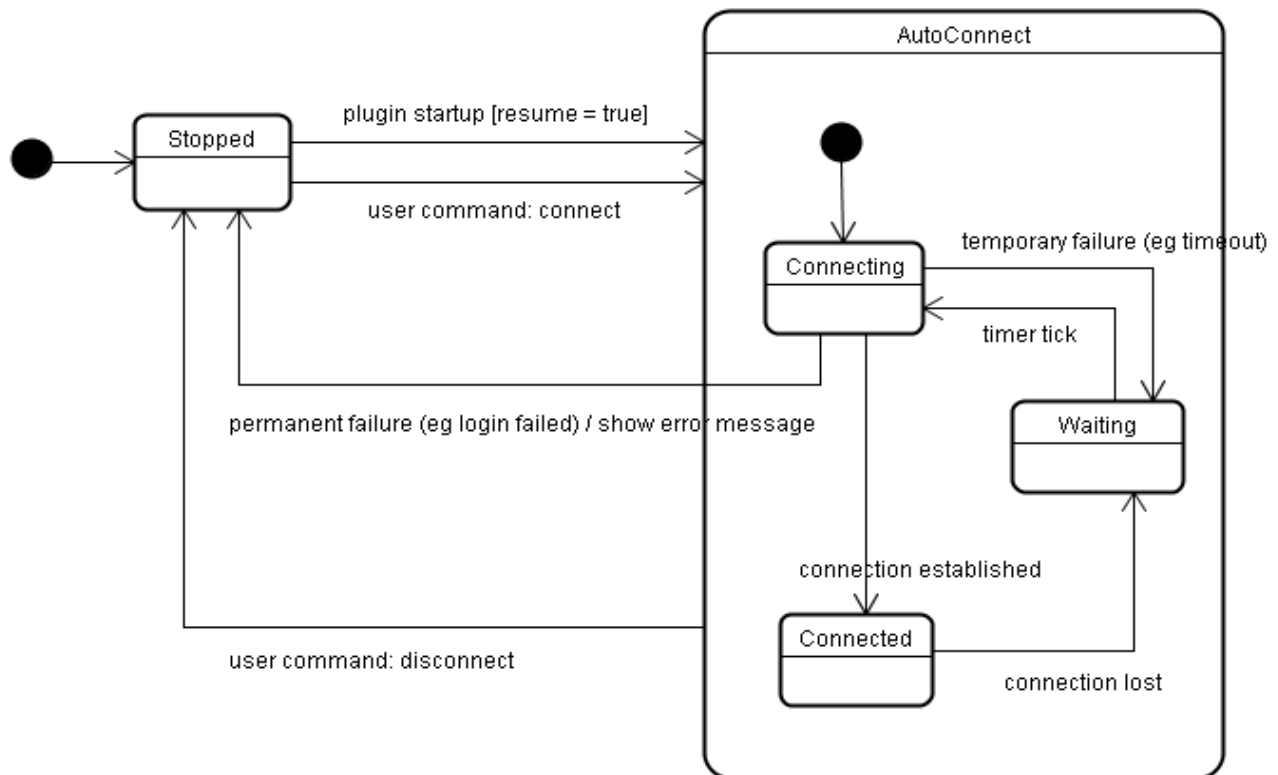 AutoConnect
plugin startup [resume = true]
Stopped
user command: connect
temporary failure (eg timeout)
Connecting
timer tick
permanent failure (eg login failed) / show error message
Waiting
connection established
Connected
user command: disconnect
connection lost